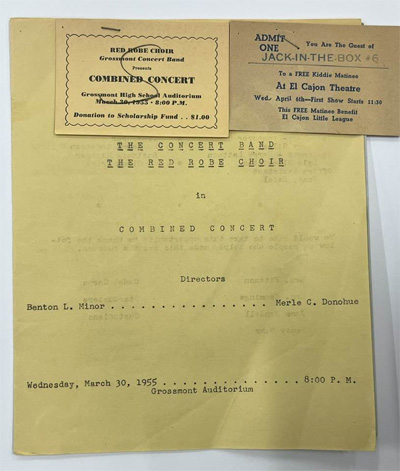 RED ROBE CHOIR
Grossmont Concert Band
Presents
COMBINED CONCERT
Grossmont High School Auditorium
March 30, 1955 • 8:00 P.M.
Donation to Scholarship Fund . . $1.00
ADMIT
ONE
You Are The Guest of
JACK-IN-THE-BOX #6
To a FREE Kiddie Matinee
At El Cajon Theatre
Wed. April 6th—First Show Starts 11:30
This FREE Matinee Benefit
El Cajon Little League
THE CONCERT BAND
THE RED ROBE CHOIR
in
COMBINED CONCERT
Directors
Benton L. Minor . . . . . . . . . . . . . . . . . Merle C. Donohue
Wednesday, March 30, 1955 . . . . . . . . . . . . . . 8:00 P. M.
Grossmont Auditorium